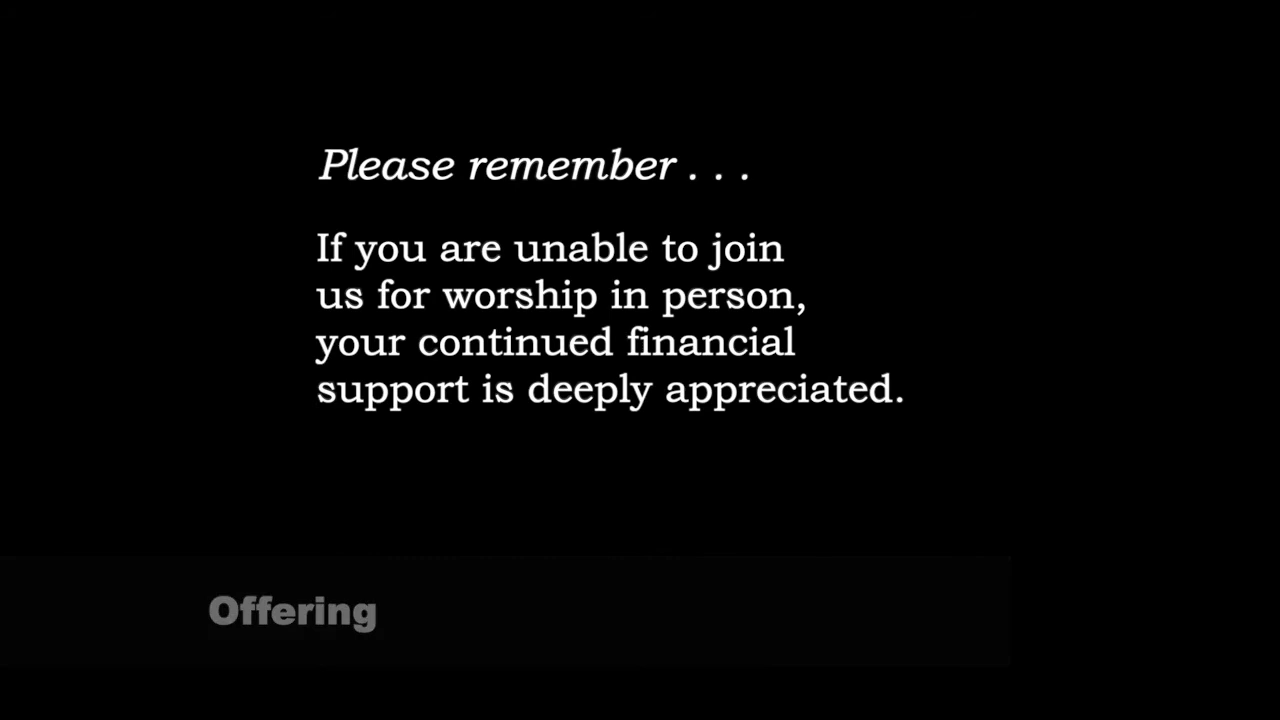 Please remember . . .
If you are unable to join
us for worship in person,
your continued financial
support is deeply appreciated.
Offering